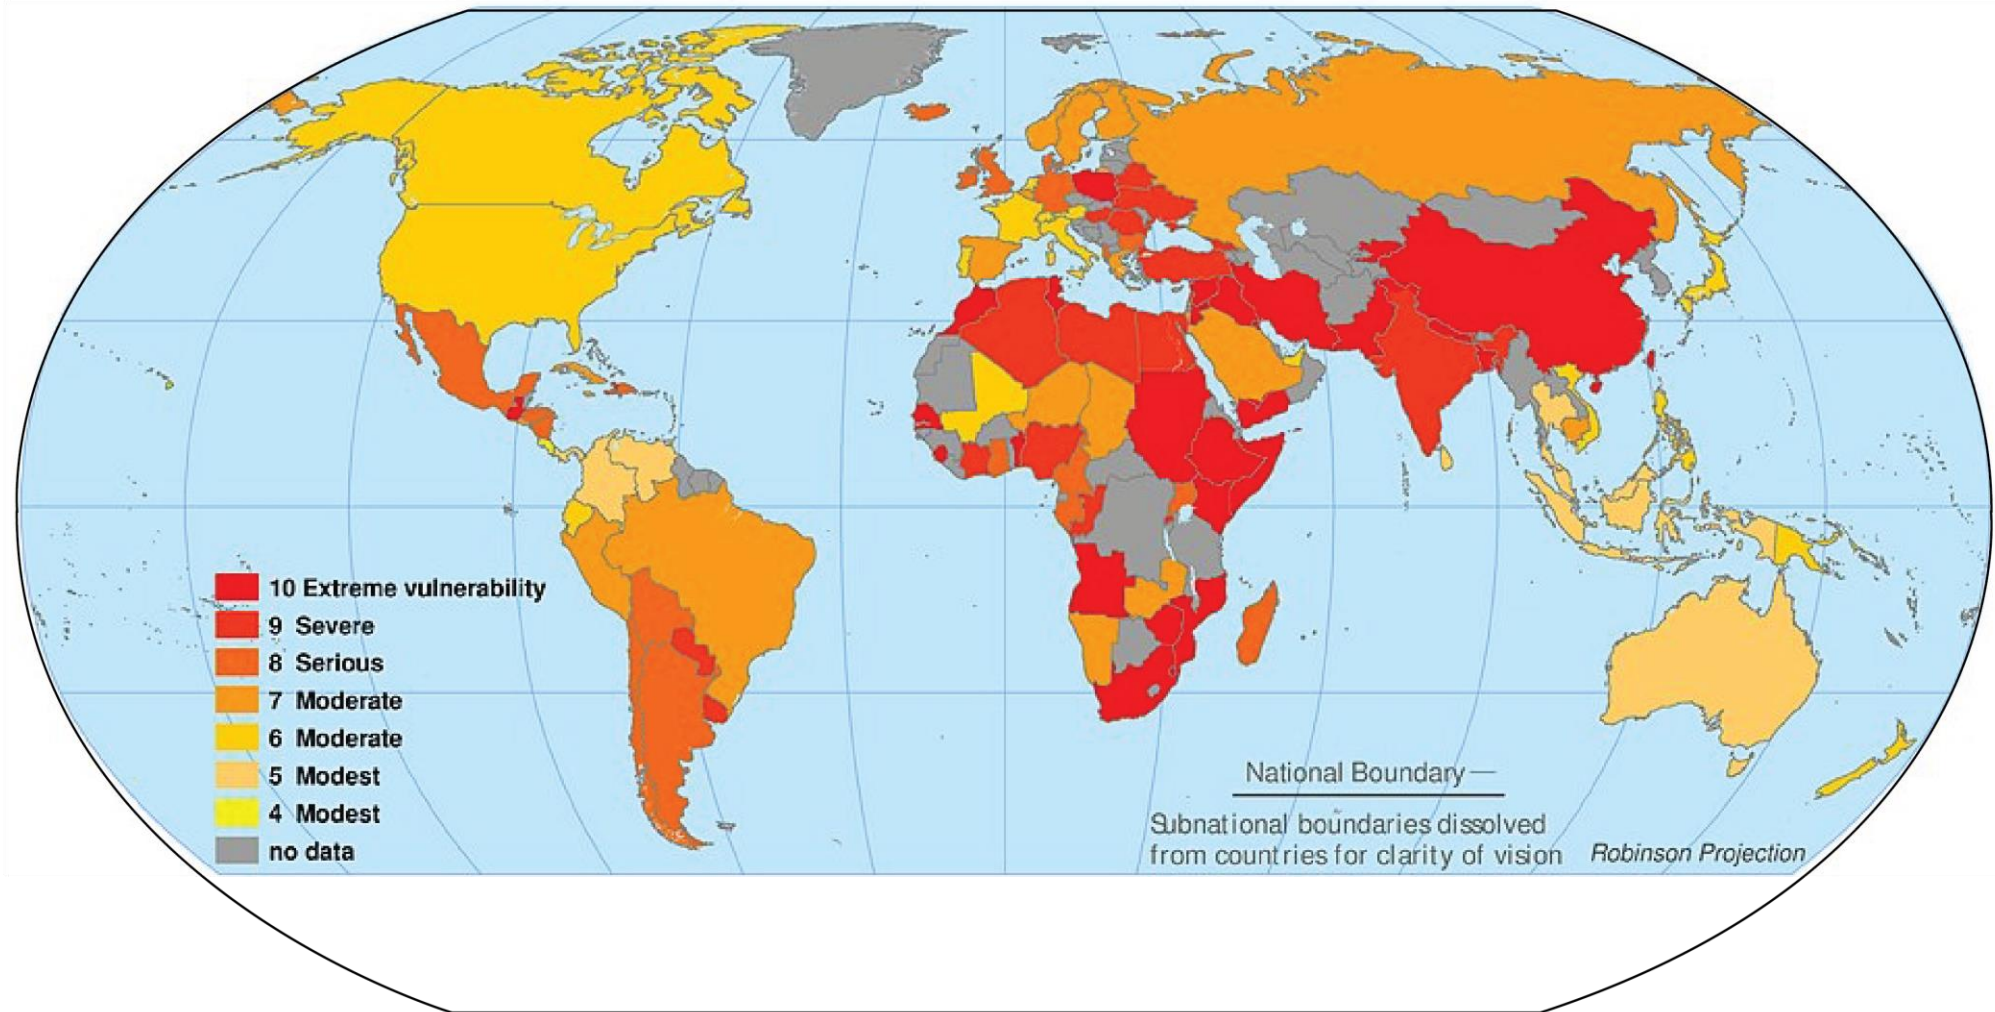 10 Extreme vulnerability
9 Severe
8 Serious
7 Moderate
6 Moderate
5 Modest
4 Modest
no data
National Boundary
Subnational boundaries dissolved
from countries for clarity of vision
Robinson Projection